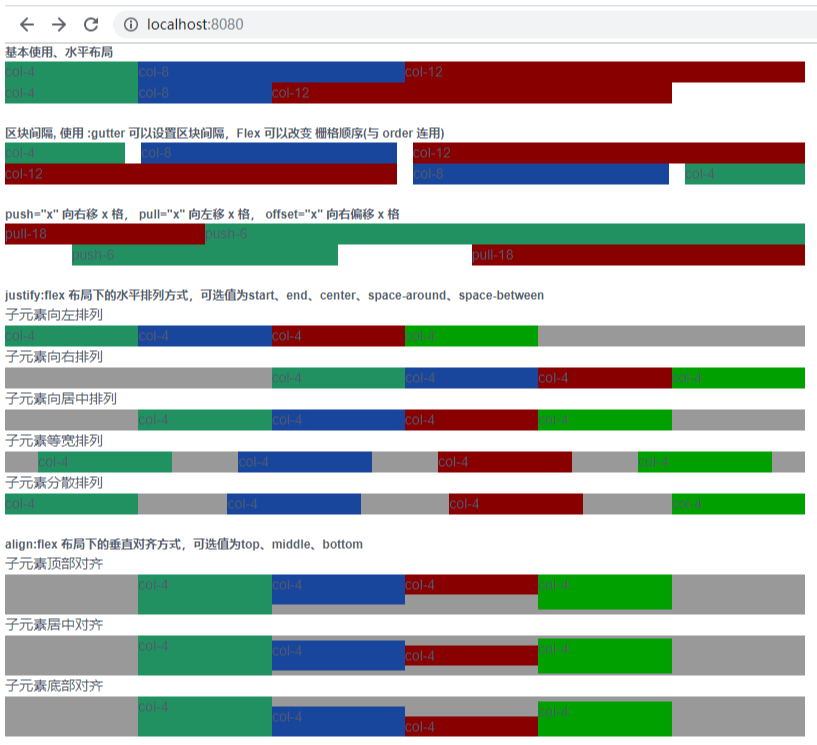 localhost:8080
基本使用、水平布局
col-4 col-8 col-12
col-4 col-8 col-12
区块间隔, 使用 :gutter 可以设置区块间隔，Flex 可以改变 栅格顺序(与 order 连用)
col-4 col-8 col-12
col-12 col-8 col-4
push="x" 向右移 x 格， pull="x" 向左移 x 格， offset="x" 向右偏移 x 格
pull-18 push-6
push-6 pull-18
justify:flex 布局下的水平排列方式，可选值为start、end、center、space-around、space-between
子元素向左排列
col-4 col-4 col-4 col-4
子元素向右排列
col-4 col-4 col-4 col-4
子元素向居中排列
col-4 col-4 col-4 col-4
子元素等宽排列
col-4 col-4 col-4 col-4
子元素分散排列
col-4 col-4 col-4 col-4
align:flex 布局下的垂直对齐方式，可选值为top、middle、bottom
子元素顶部对齐
col-4 col-4 col-4 col-4
子元素居中对齐
col-4 col-4 col-4 col-4
子元素底部对齐
col-4 col-4 col-4 col-4